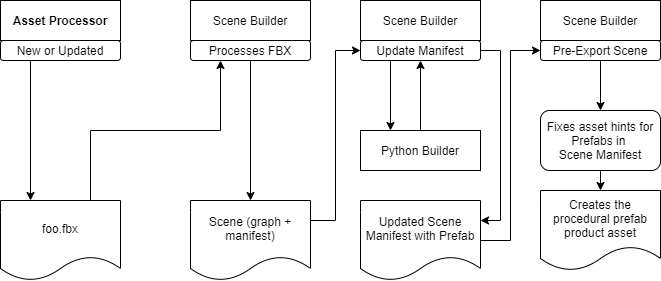 Asset Processor
New or Updated
foo.fbx
Scene Builder
Processes FBX
Scene (graph +
manifest)
Scene Builder
Update Manifest
Python Builder
Updated Scene
Manifest with Prefab
Scene Builder
Pre-Export Scene
Fixes asset hints for
Prefabs in
Scene Manifest
Creates the
procedural prefab
product asset